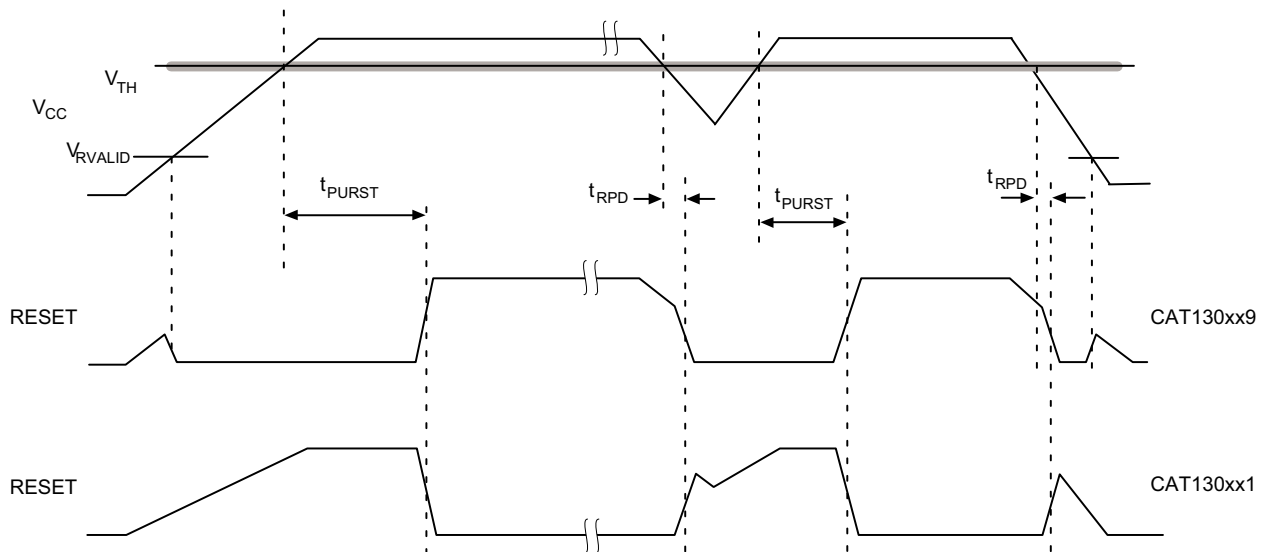 V_TH
V_CC
V_RVALID
t_PURST
t_RPD
t_PURST
t_RPD
RESET
CAT130xx9
RESET
CAT130xx1